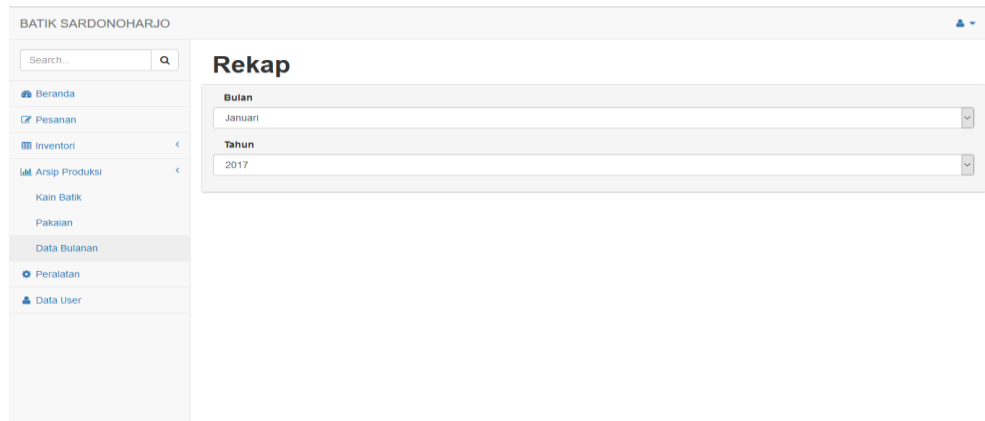 BATIK SARDONOHARJO
Search...
Beranda
Pesanan
Inventori
Arsip Produksi
Kain Batik
Pakaian
Data Bulanan
Peralatan
Data User
Rekap
Bulan
Januari
Tahun
2017